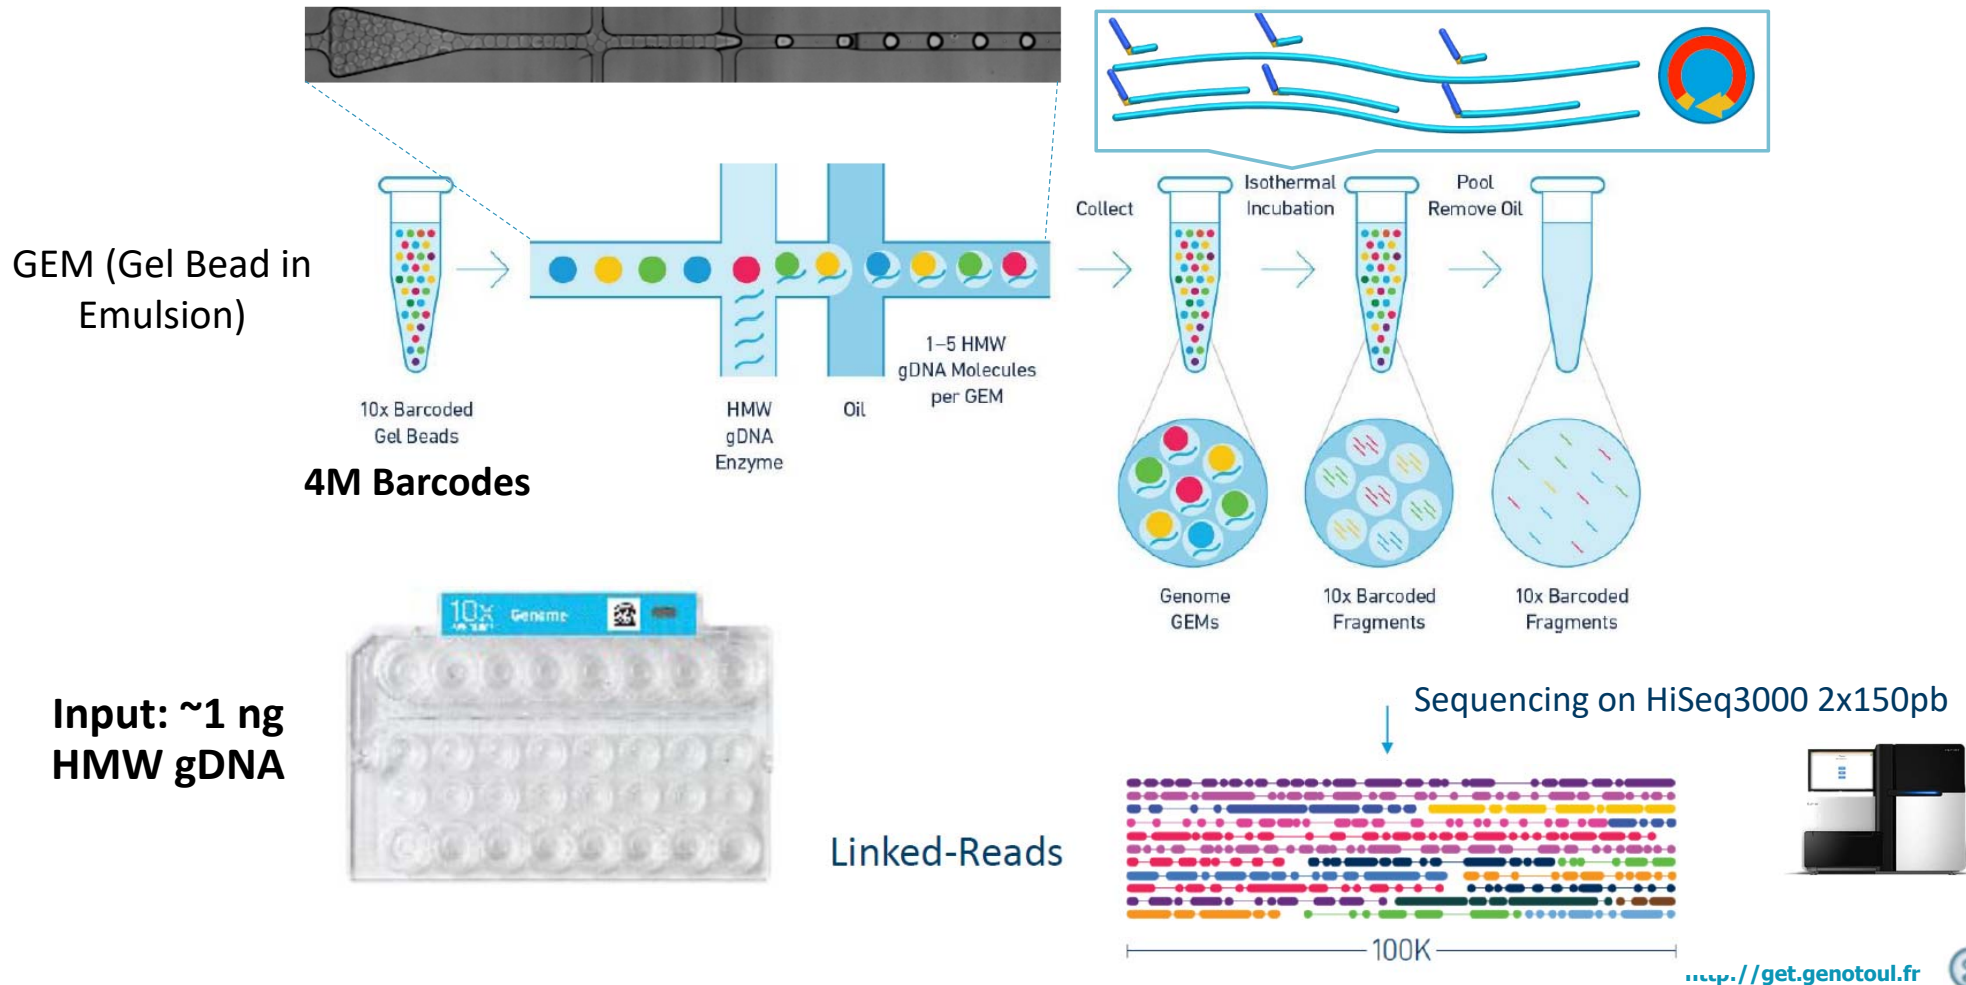 Collect
Isothermal
Incubation
Pool
Remove Oil
GEM (Gel Bead in
Emulsion)
1–5 HMW
gDNA Molecules
per GEM
10x Barcoded
Gel Beads
HMW
gDNA
Enzyme
Oil
4M Barcodes
Genome
GEMs
10x Barcoded
Fragments
10x Barcoded
Fragments
10x Genome
Input: ~1 ng
HMW gDNA
Sequencing on HiSeq3000 2x150pb
Linked-Reads
100K
http://get.genotoul.fr